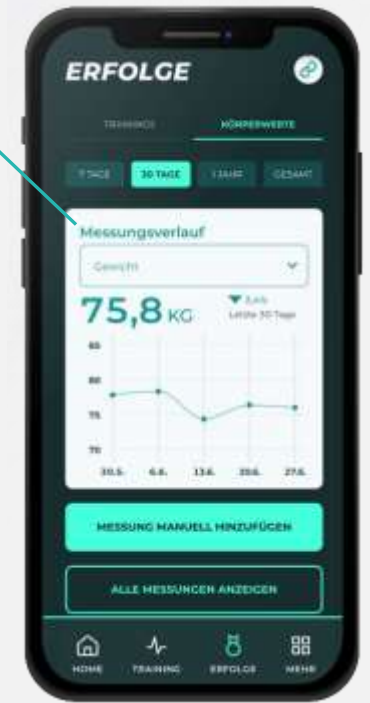 ERFOLGE
TRAININGS KÖRPERWERTE
7 TAGE 30 TAGE 1 JAHR GESAMT
Messungsverlauf
Gewicht
75,8 KG
Letzte 30 Tage
85
80
75
70
30.5. 6.6. 13.6. 20.6. 27.6.
MESSUNG MANUELL HINZUFÜGEN
ALLE MESSUNGEN ANZEIGEN
HOME TRAINING ERFOLGE MEHR